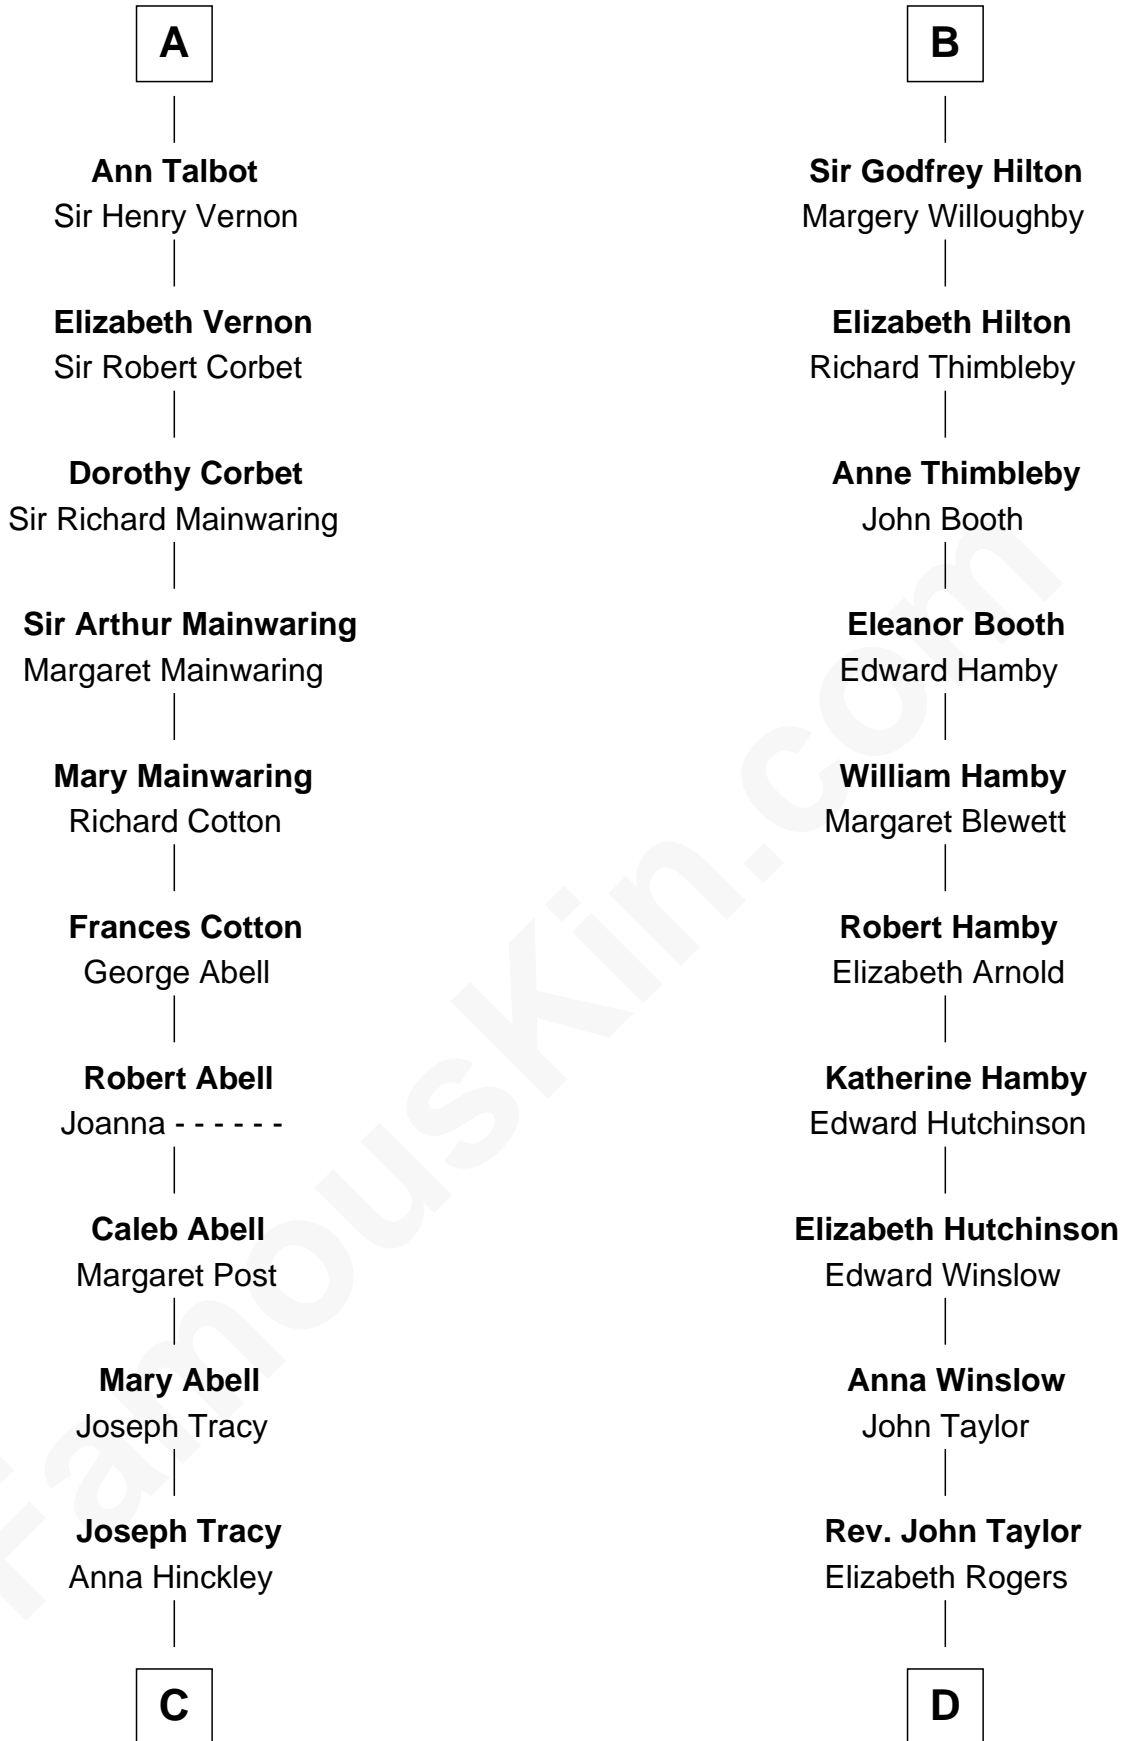 A
Ann Talbot
Sir Henry Vernon
Elizabeth Vernon
Sir Robert Corbet
Dorothy Corbet
Sir Richard Mainwaring
Sir Arthur Mainwaring
Margaret Mainwaring
Mary Mainwaring
Richard Cotton
Frances Cotton
George Abell
Robert Abell
Joanna - - - - - -
Caleb Abell
Margaret Post
Mary Abell
Joseph Tracy
Joseph Tracy
Anna Hinckley
C
B
Sir Godfrey Hilton
Margery Willoughby
Elizabeth Hilton
Richard Thimbleby
Anne Thimbleby
John Booth
Eleanor Booth
Edward Hamby
William Hamby
Margaret Blewett
Robert Hamby
Elizabeth Arnold
Katherine Hamby
Edward Hutchinson
Elizabeth Hutchinson
Edward Winslow
Anna Winslow
John Taylor
Rev. John Taylor
Elizabeth Rogers
D
FamousKin.com